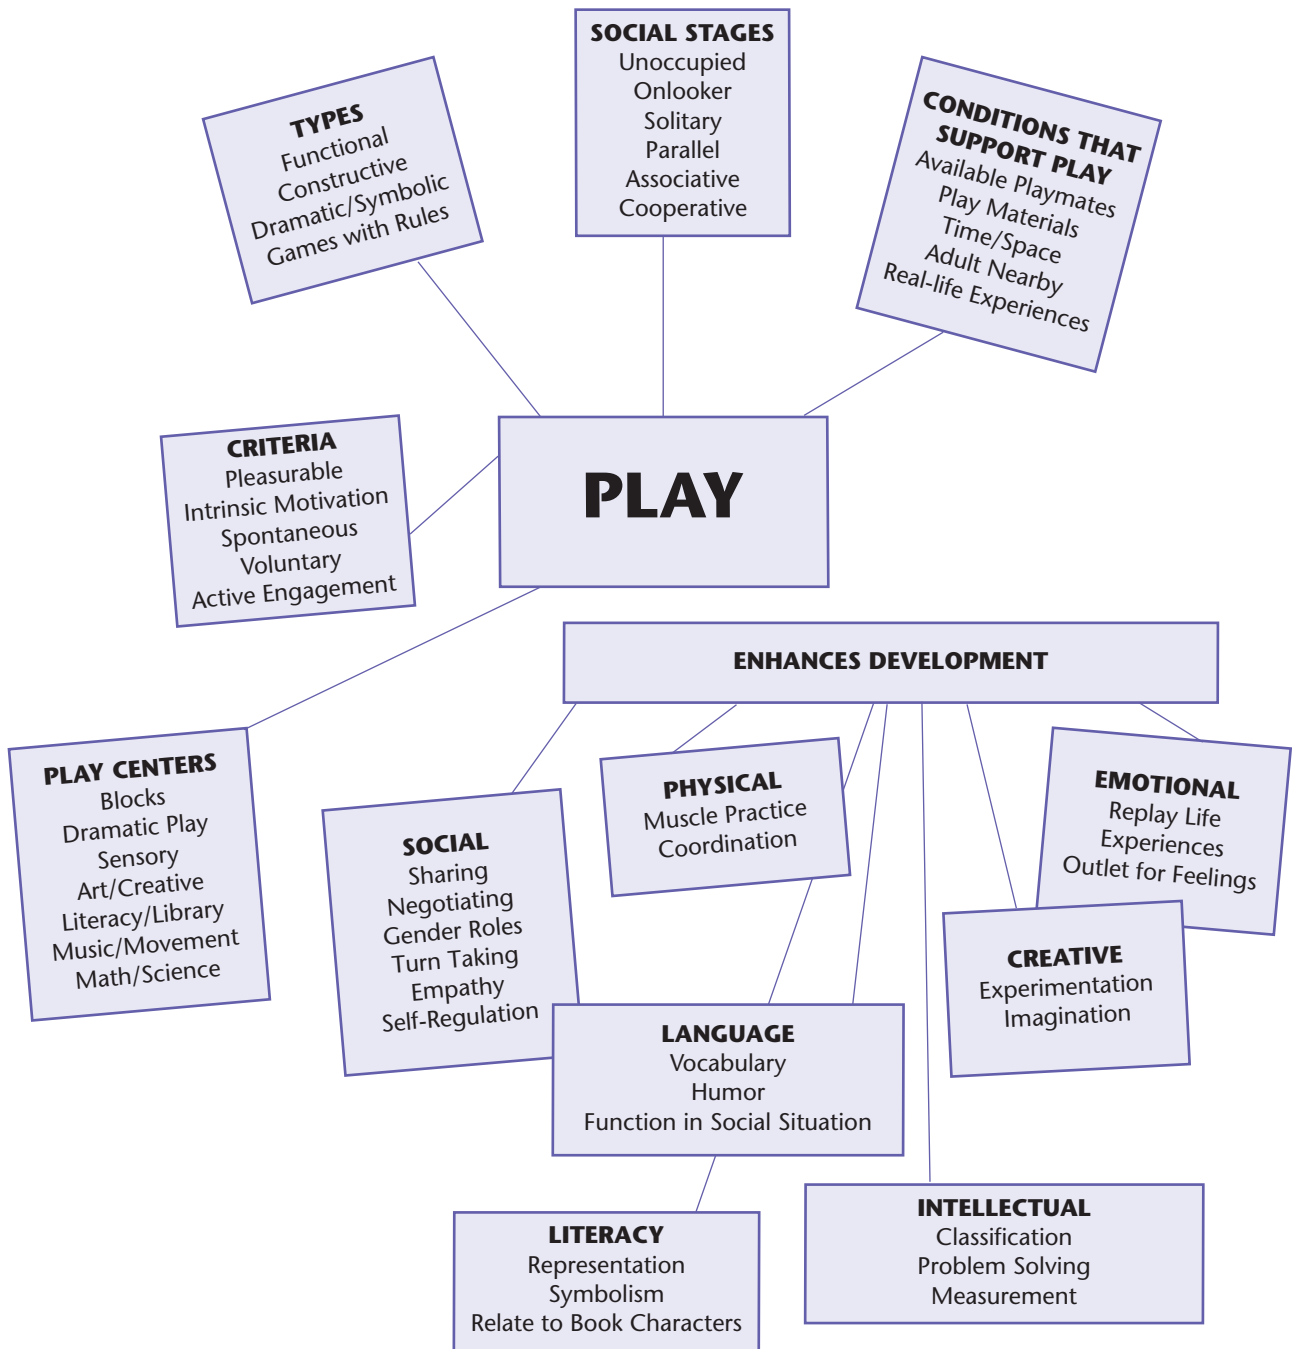 SOCIAL STAGES
Unoccupied
Onlooker
Solitary
Parallel
Associative
Cooperative
TYPES
Functional
Constructive
Dramatic/Symbolic
Games with Rules
CONDITIONS THAT
SUPPORT PLAY
Available Playmates
Play Materials
Time/Space
Adult Nearby
Real-life Experiences
CRITERIA
Pleasurable
Intrinsic Motivation
Spontaneous
Voluntary
Active Engagement
PLAY
ENHANCES DEVELOPMENT
PLAY CENTERS
Blocks
Dramatic Play
Sensory
Art/Creative
Literacy/Library
Music/Movement
Math/Science
SOCIAL
Sharing
Negotiating
Gender Roles
Turn Taking
Empathy
Self-Regulation
PHYSICAL
Muscle Practice
Coordination
EMOTIONAL
Replay Life
Experiences
Outlet for Feelings
CREATIVE
Experimentation
Imagination
LANGUAGE
Vocabulary
Humor
Function in Social Situation
LITERACY
Representation
Symbolism
Relate to Book Characters
INTELLECTUAL
Classification
Problem Solving
Measurement